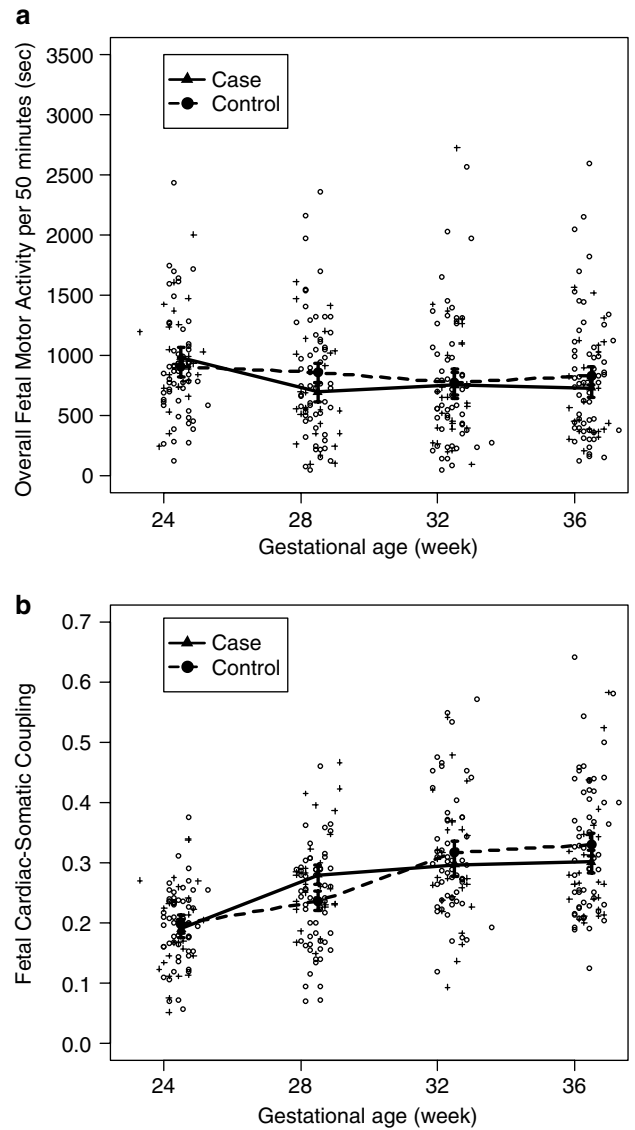 a
Overall Fetal Motor Activity per 50 minutes (sec)
3500
3000
2500
2000
1500
1000
500
0
Case
Control
24 28 32 36
Gestational age (week)
b
Fetal Cardiac-Somatic Coupling
0.7
0.6
0.5
0.4
0.3
0.2
0.1
0.0
Case
Control
24 28 32 36
Gestational age (week)